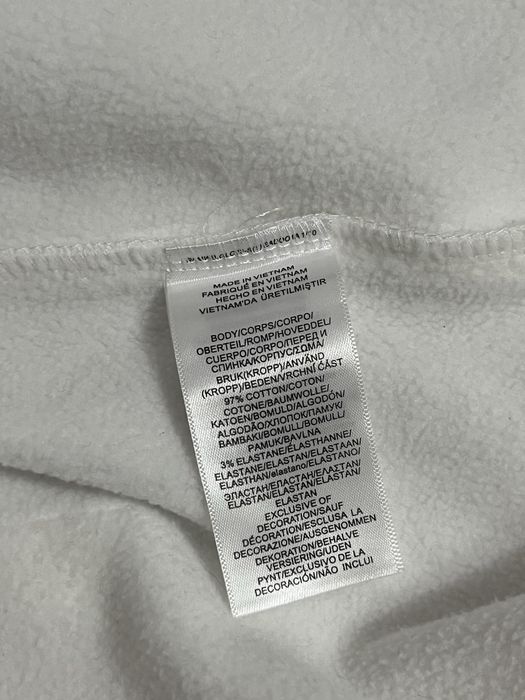 MADE IN VIETNAM
FABRIQUÉ EN VIETNAM
HECHO EN VIETNAM
VIETNAM'DA ÜRETILMIŞTIR
BODY/CORPS/CORPO/
OBERTEIL/ROMP/HOVEDDEL/
CUERPO/CORPO/ПЕРЕД И
СПИНКА/КОРПУС/ΣΩΜΑ/
BRUK(KROPP)/ANVÄND
(KROPP)/BEDEN/VRCHNÍ ČÁST
97% COTTON/COTON/
COTONE/BAUMWOLLE/
KATOEN/BOMULD/ALGODÓN/
ALGODÃO/ХЛОПОК/ПАМУК/
ΒΑΜΒΑΚΙ/BOMULL/BOMULL/
PAMUK/BAVLNA
3% ELASTANE/ÉLASTHANNE/
ELASTANE/ELASTAN/ELASTAAN/
ELASTHAN/elastano/ELASTANO/
ЭЛАСТАН/ЕЛАСТАН/ΕΛΑΣΤΑΝ/
ELASTAN/ELASTAN/ELASTAN/
ELASTAN
EXCLUSIVE OF
DECORATION/SAUF
DÉCORATION/ESCLUSA LA
DECORAZIONE/AUSGENOMMEN
DEKORATION/BEHALVE
VERSIERING/UDEN
PYNT/EXCLUSIVO DE LA
DECORACIÓN/NÃO INCLUI